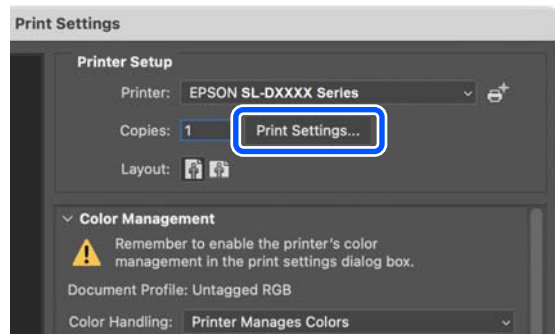 Print Settings
Printer Setup
Printer: EPSON SL-DXXXX Series
Copies: 1 Print Settings...
Layout:
Color Management
Remember to enable the printer's color
management in the print settings dialog box.
Document Profile: Untagged RGB
Color Handling: Printer Manages Colors